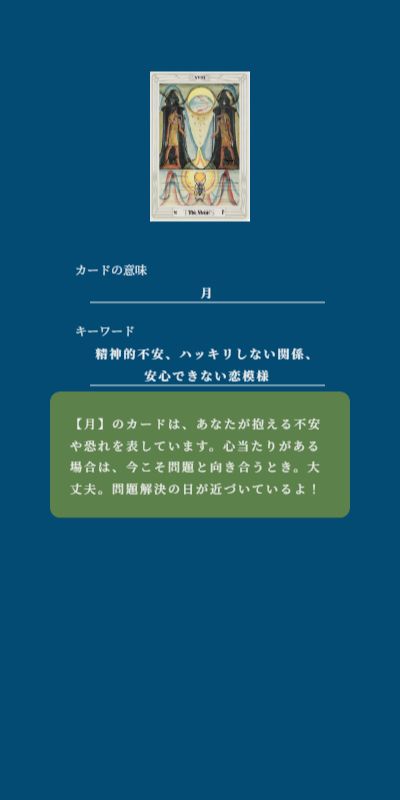 XVIII
The Moon
カードの意味
月
キーワード
精神的不安、ハッキリしない関係、
安心できない恋模様
【月】のカードは、あなたが抱える不安
や恐れを表しています。心当たりがある
場合は、今こそ問題と向き合うとき。大
丈夫。問題解決の日が近づいているよ！